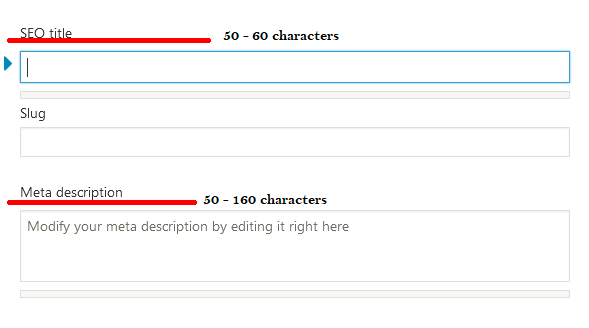 SEO title 50 - 60 characters
Slug
Meta description 50 - 160 characters
Modify your meta description by editing it right here